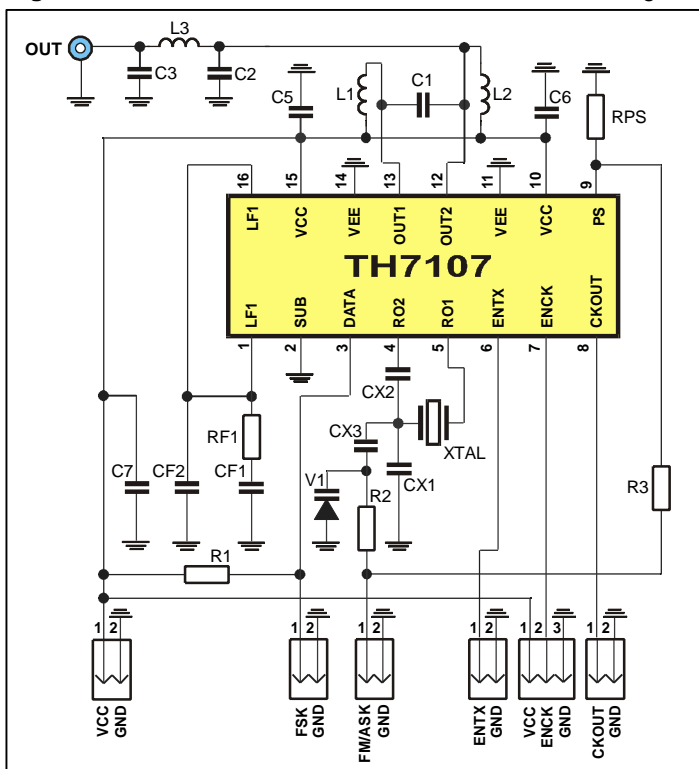 OUT
L3
C3
C2
L1
C1
L2
C5
C6
RPS
16
15
14
13
12
11
10
9
LF1
VCC
VEE
OUT1
OUT2
VEE
VCC
PS
TH7107
LF1
SUB
DATA
RO2
RO1
ENTX
ENCK
CKOUT
1
2
3
4
5
6
7
8
CX2
CX3
XTAL
RF1
C7
CF2
CF1
V1
R2
CX1
R3
R1
1 2
1 2
1 2
1 2
1 2 3
1 2
VCC
GND
FSK
GND
FM/ASK
GND
ENTX
GND
VCC
ENCK
GND
CKOUT
GND